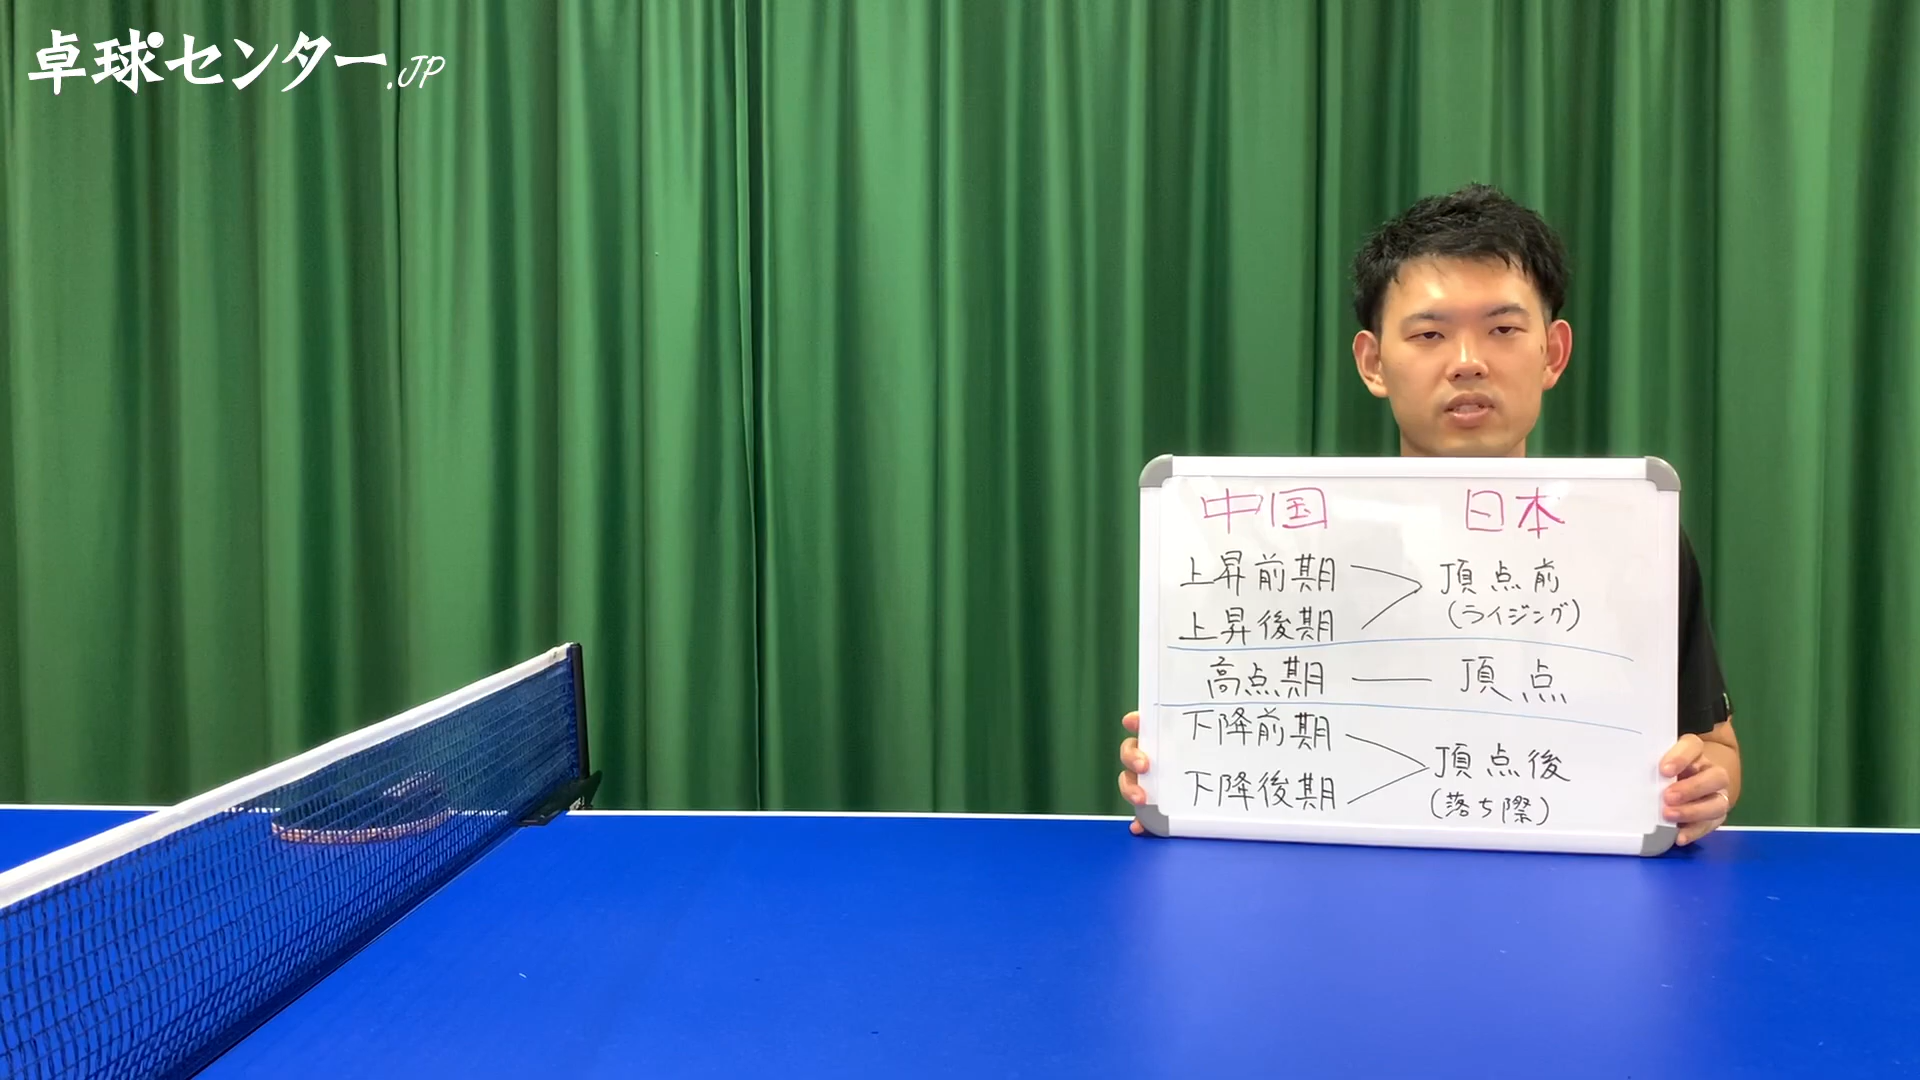 卓球センター.JP
中国 日本
上昇前期 頂点前
上昇後期 (ライジング)
高点期 頂点
下降前期 頂点後
下降後期 (落ち際)